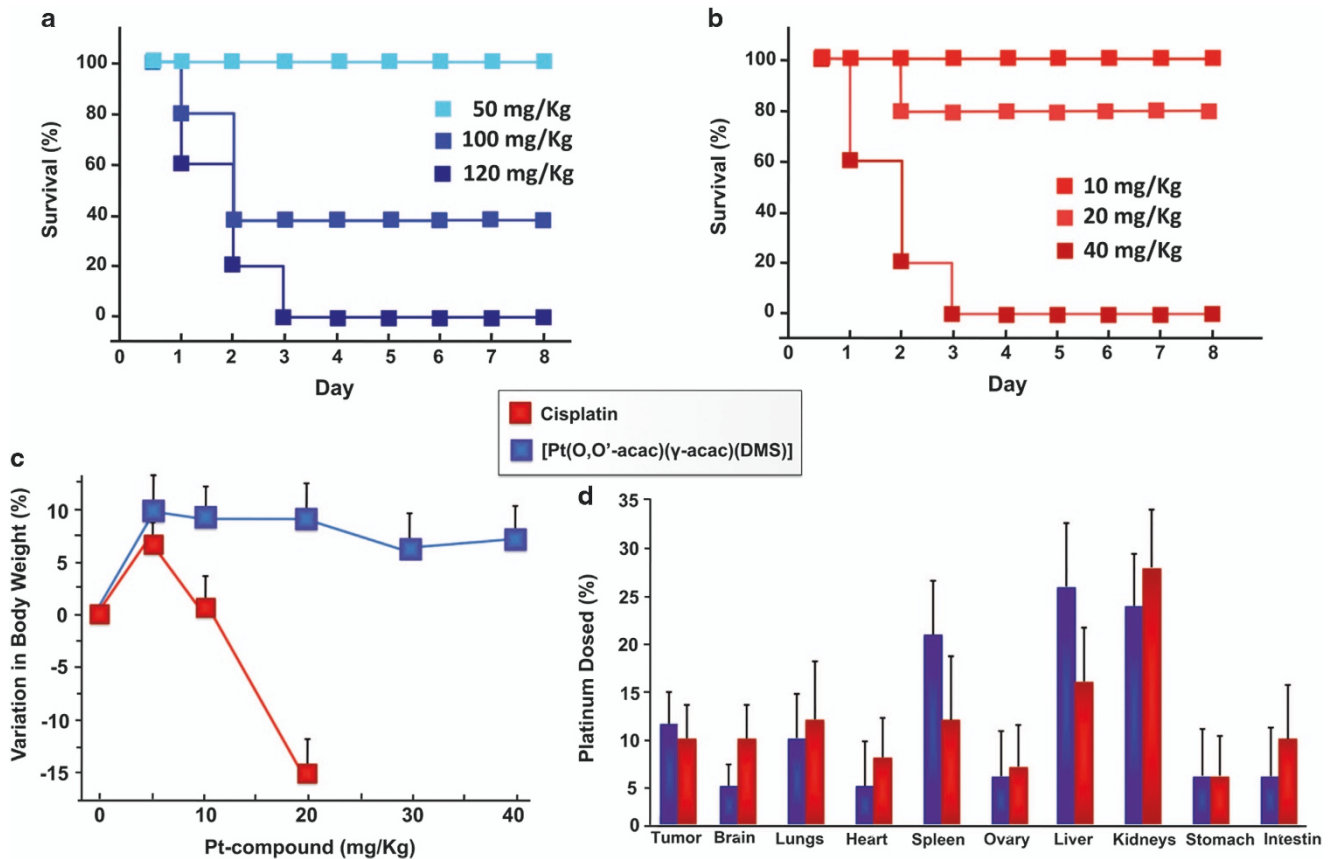 a
Survival (%)
100
80
60
40
20
0
50 mg/Kg
100 mg/Kg
120 mg/Kg
0 1 2 3 4 5 6 7 8
Day
b
Survival (%)
100
80
60
40
20
0
10 mg/Kg
20 mg/Kg
40 mg/Kg
0 1 2 3 4 5 6 7 8
Day
Cisplatin
[Pt(O,O'-acac)(γ-acac)(DMS)]
c
Variation in Body Weight (%)
10
5
0
-5
-10
-15
0 10 20 30 40
Pt-compound (mg/Kg)
d
Platinum Dosed (%)
35
30
25
20
15
10
5
0
Tumor Brain Lungs Heart Spleen Ovary Liver Kidneys Stomach Intestin